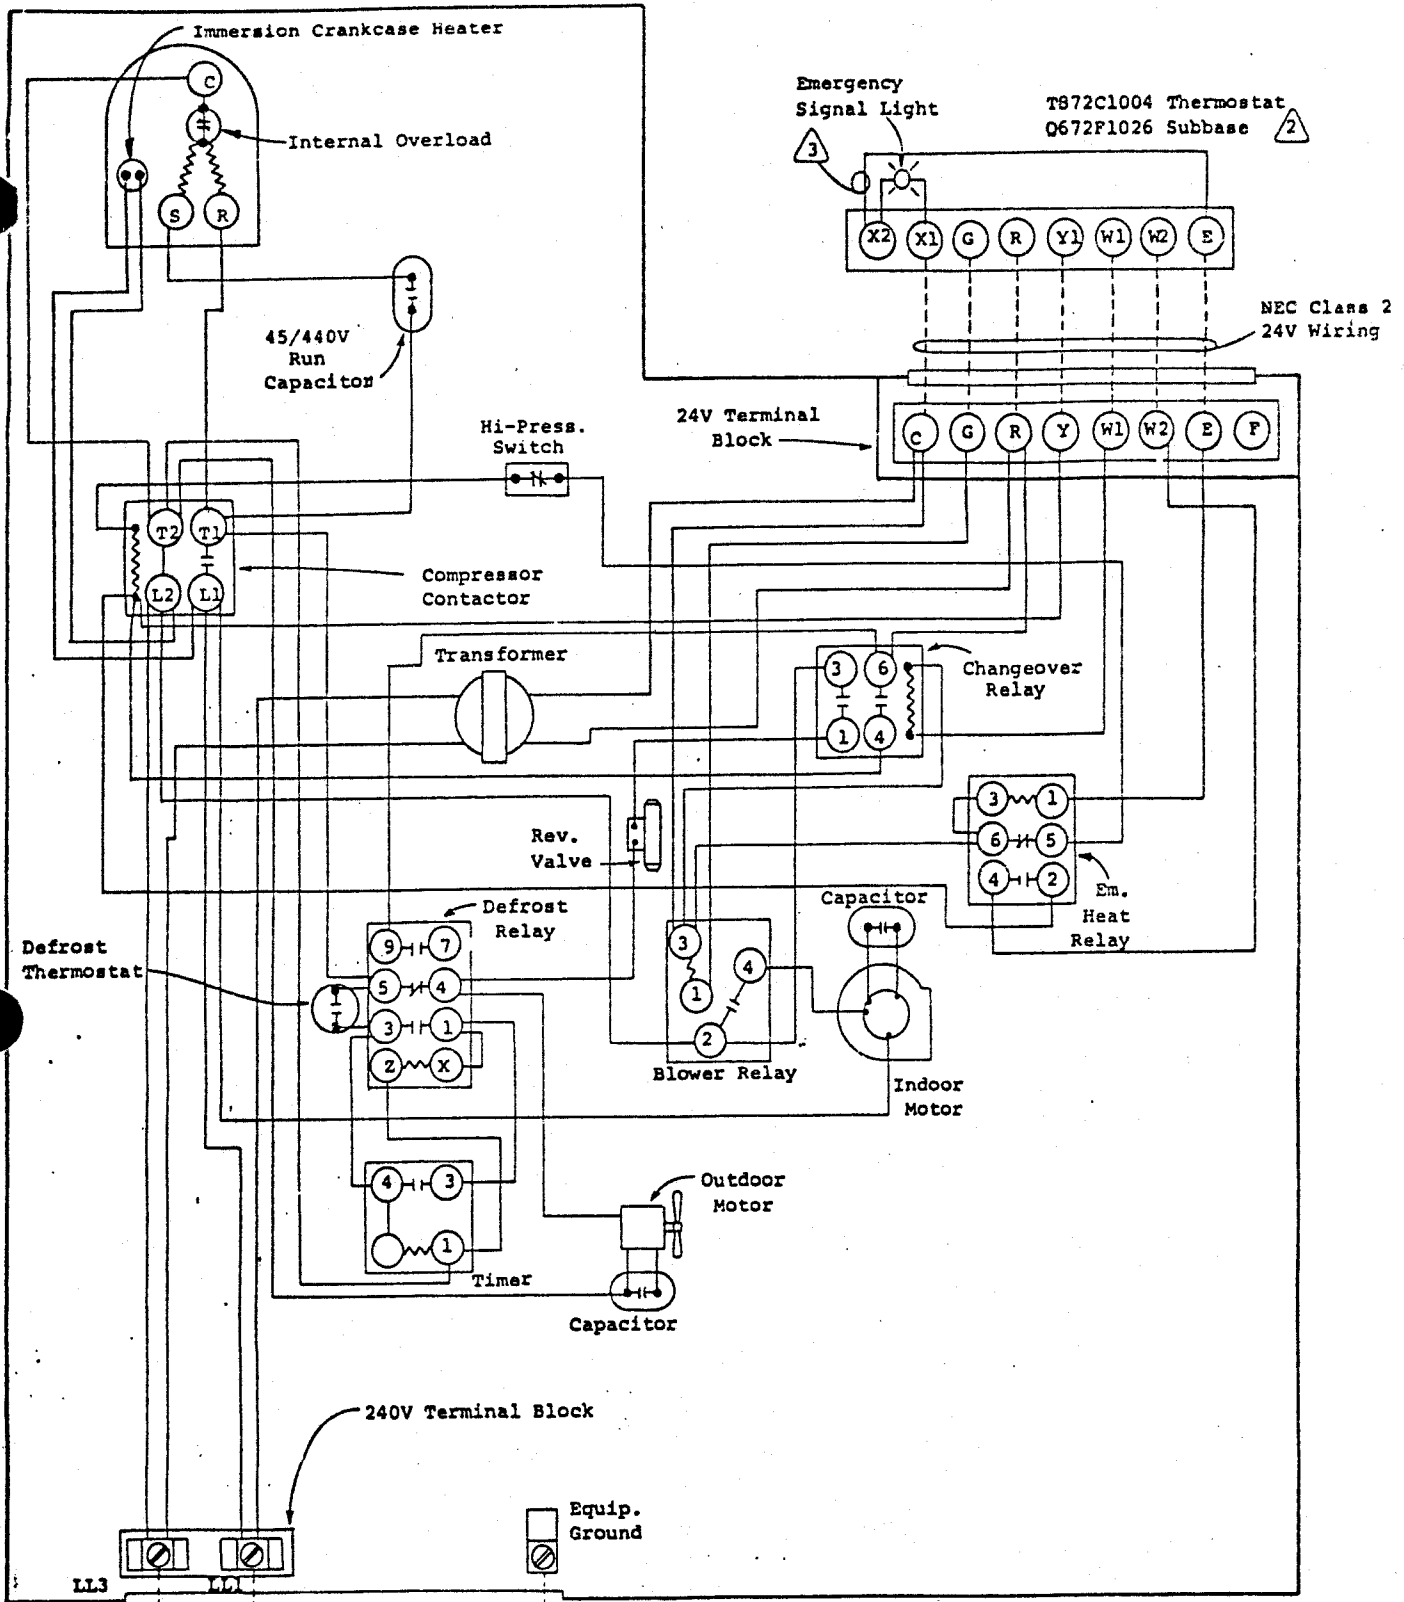 Immersion Crankcase Heater
C
Internal Overload
S R
Emergency
Signal Light
3
T872C1004 Thermostat
Q672F1026 Subbase
2
X2 X1 G R Y1 W1 W2 E
NEC Class 2
24V Wiring
45/440V
Run
Capacitor
Hi-Press.
Switch
24V Terminal
Block
C G R Y W1 W2 E F
T2 T1
L2 L1
Compressor
Contactor
Transformer
3 6
1 4
Changeover
Relay
3 1
6 5
4 2
Em.
Heat
Relay
Rev.
Valve
Capacitor
Defrost
Relay
Defrost
Thermostat
9 7
5 4
3 1
Z X
3
4
1
2
Blower Relay
Indoor
Motor
4 3
1
Timer
Outdoor
Motor
Capacitor
240V Terminal Block
Equip.
Ground
LL3 LL1